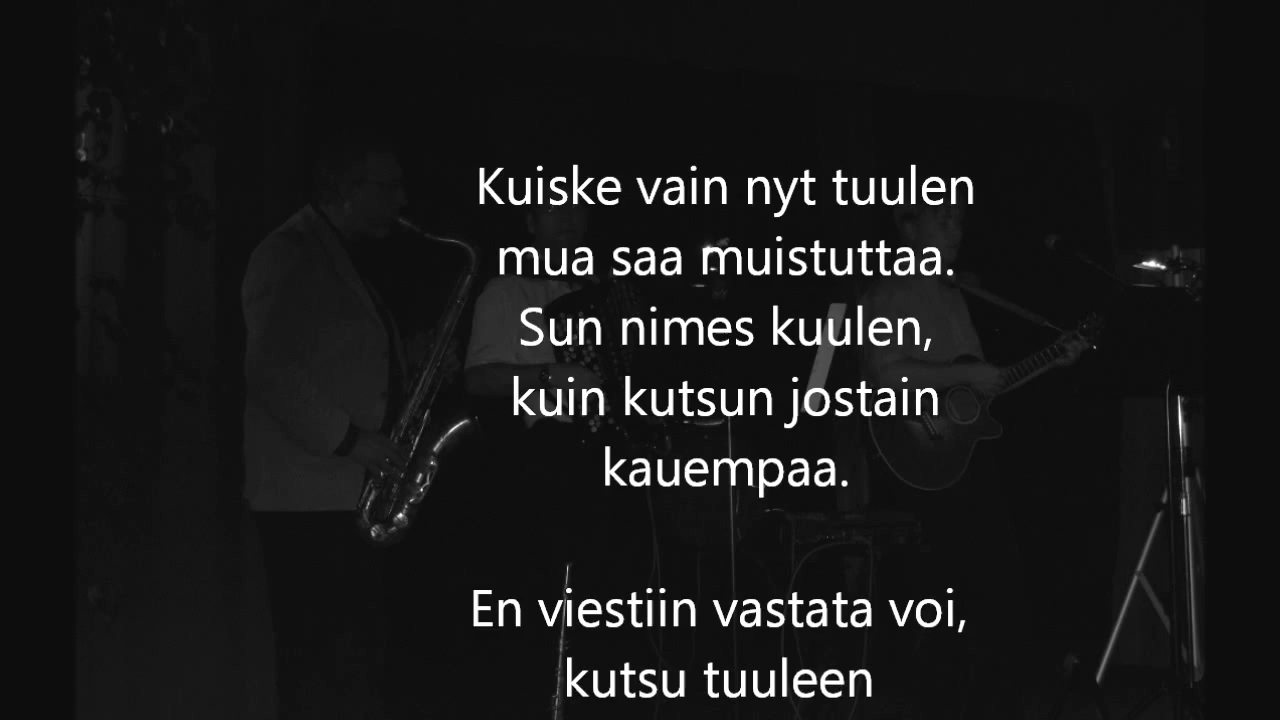 Kuiske vain nyt tuulen
mua saa muistuttaa.
Sun nimes kuulen,
kuin kutsun jostain
kauempaa.
En viestiin vastata voi,
kutsu tuuleen